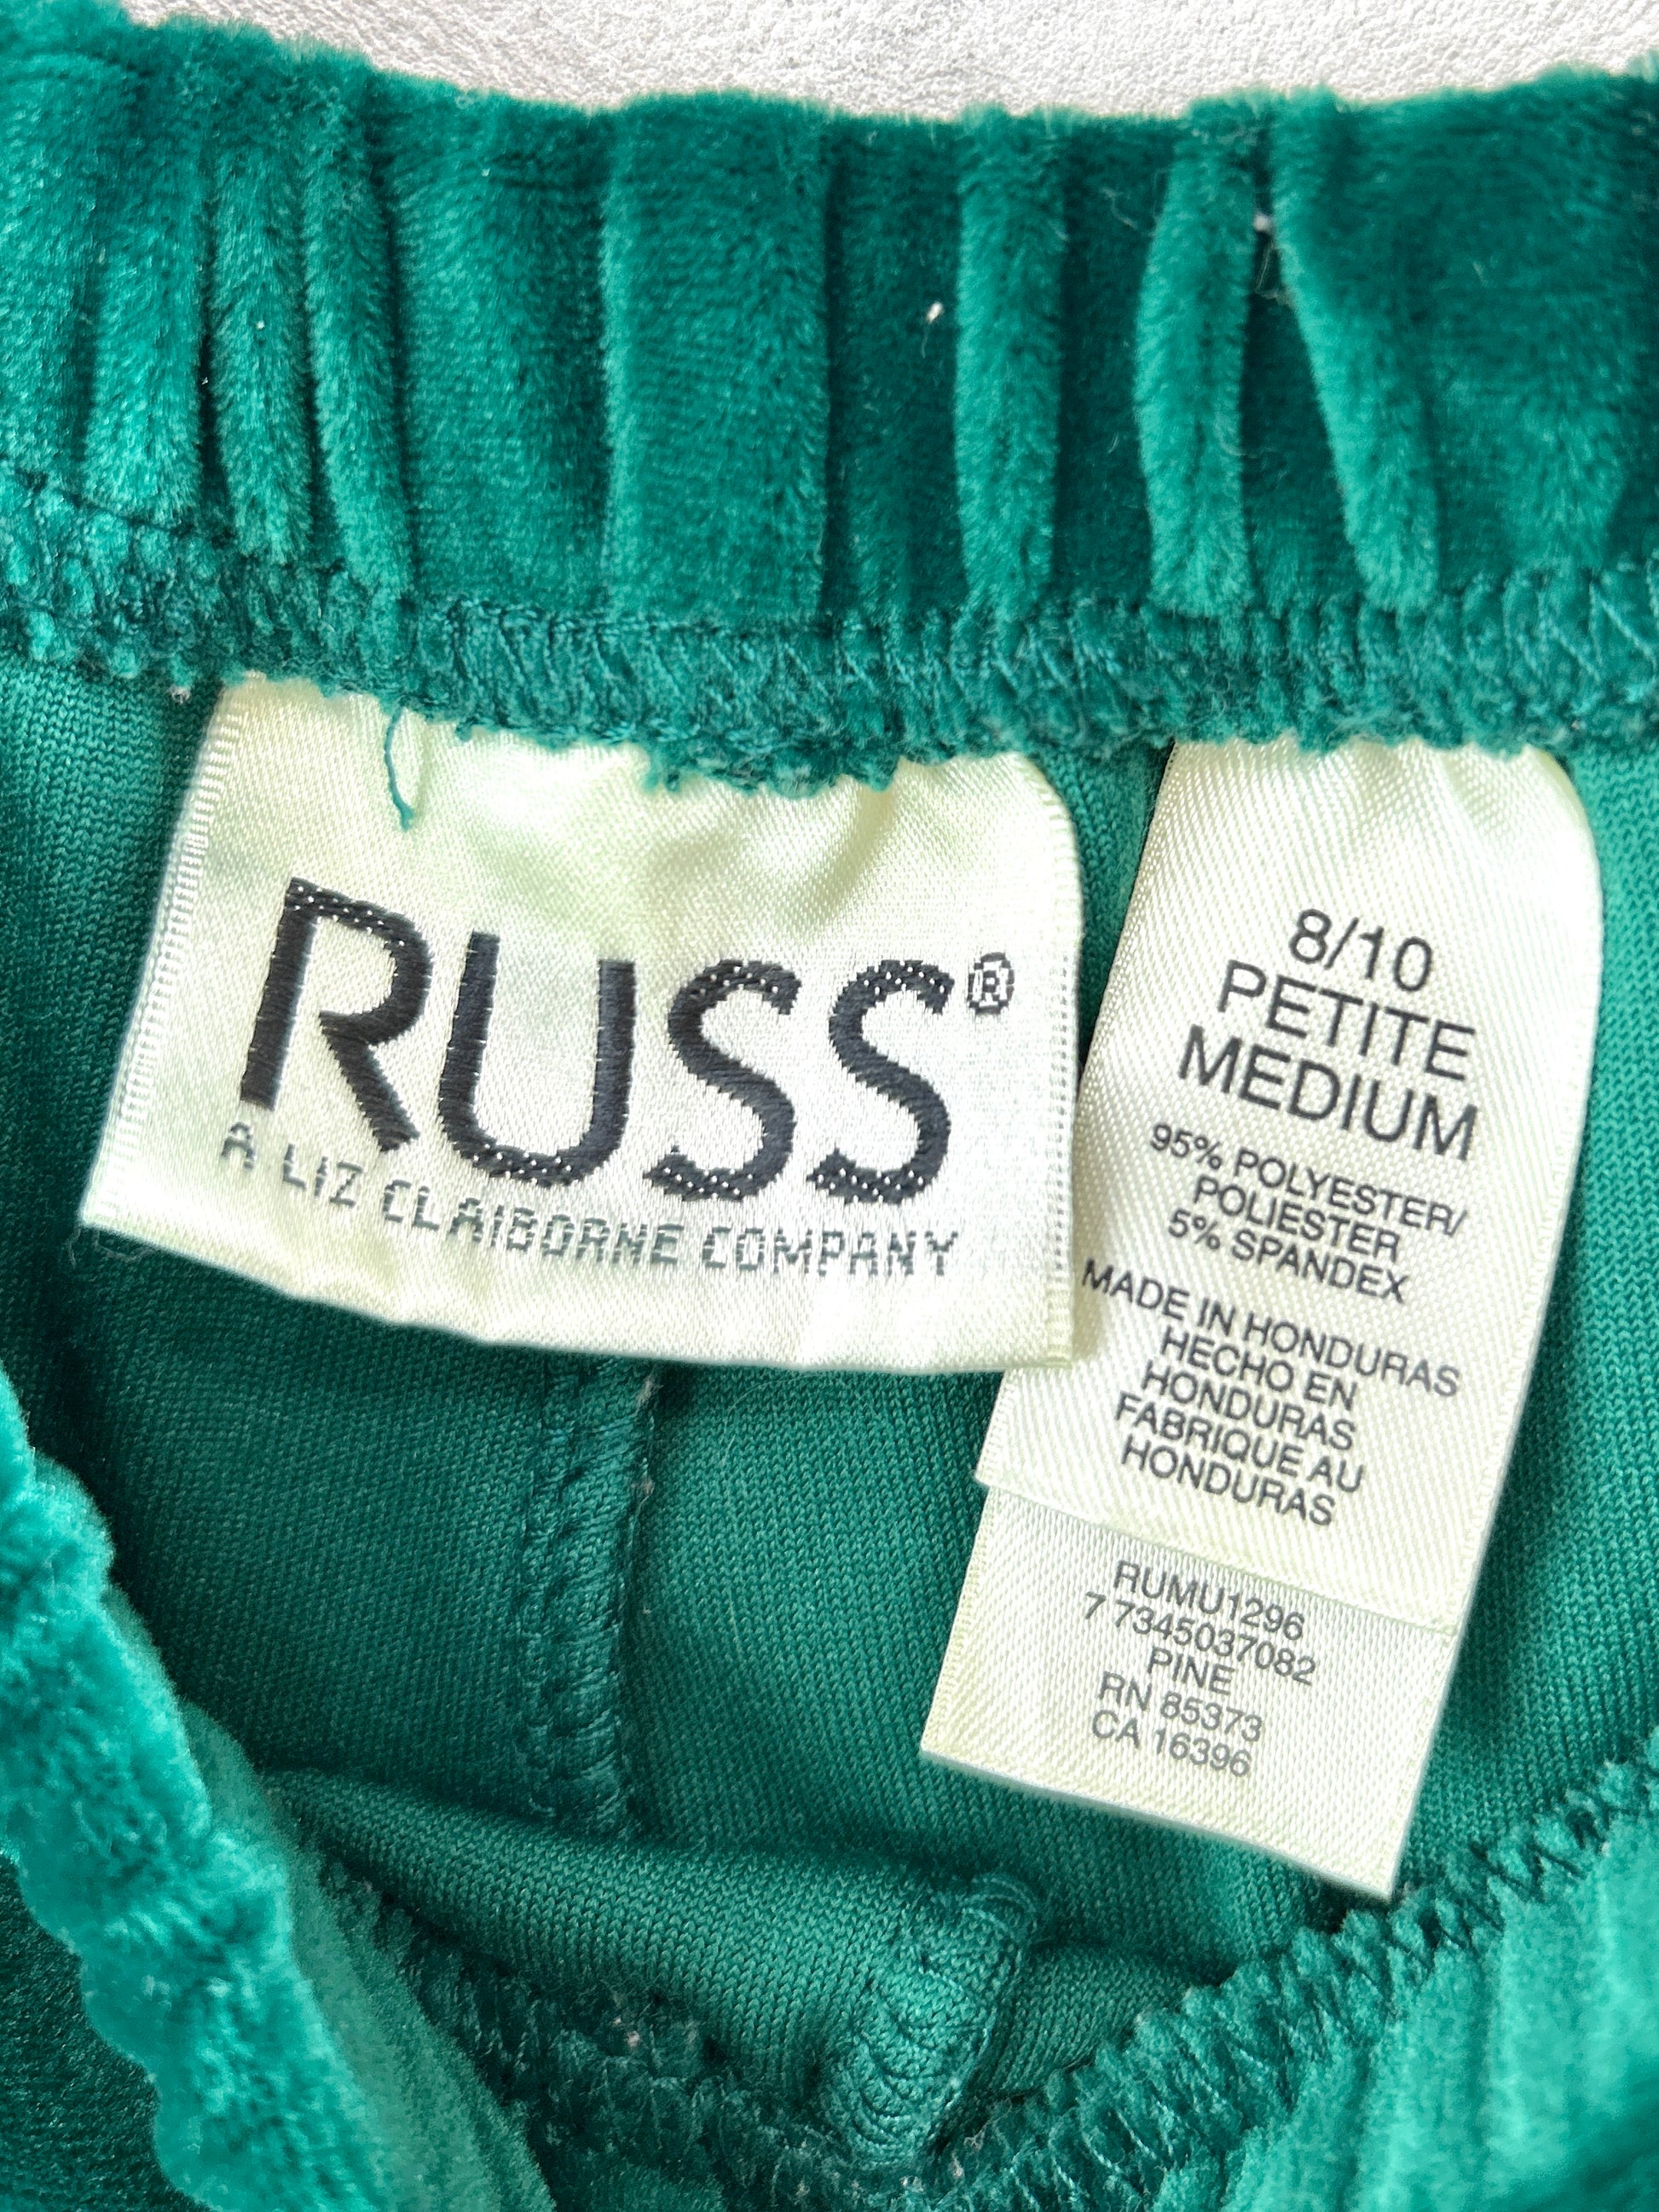 RUSS®
A LIZ CLAIBORNE COMPANY
8/10
PETITE
MEDIUM
95% POLYESTER/
POLIESTER
5% SPANDEX
MADE IN HONDURAS
HECHO EN
HONDURAS
FABRIQUE AU
HONDURAS
RUMU1296
7 7345037082
PINE
RN 85373
CA 16396